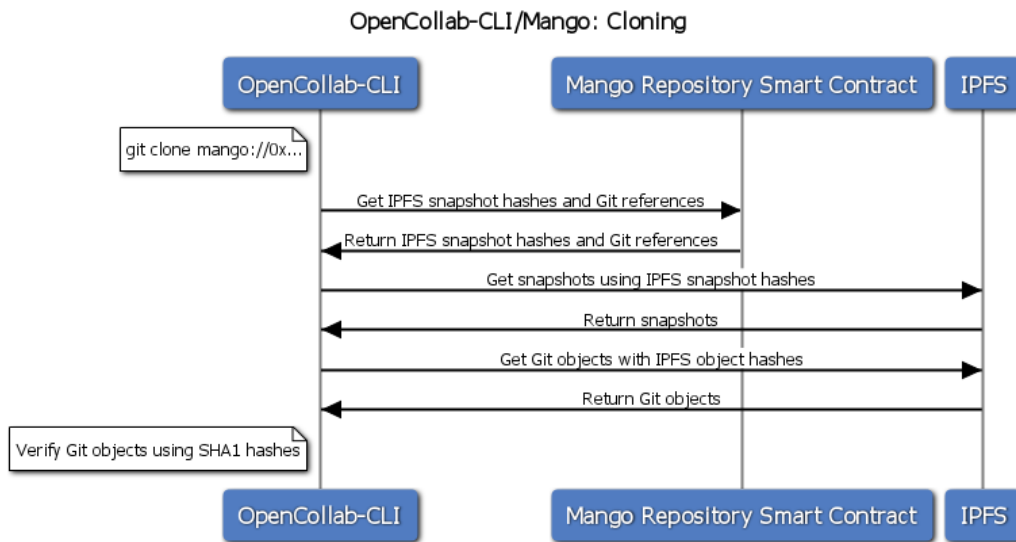 OpenCollab-CLI/Mango: Cloning
OpenCollab-CLI
Mango Repository Smart Contract
IPFS
git clone mango://0x...
Get IPFS snapshot hashes and Git references
Return IPFS snapshot hashes and Git references
Get snapshots using IPFS snapshot hashes
Return snapshots
Get Git objects with IPFS object hashes
Return Git objects
Verify Git objects using SHA1 hashes
OpenCollab-CLI
Mango Repository Smart Contract
IPFS